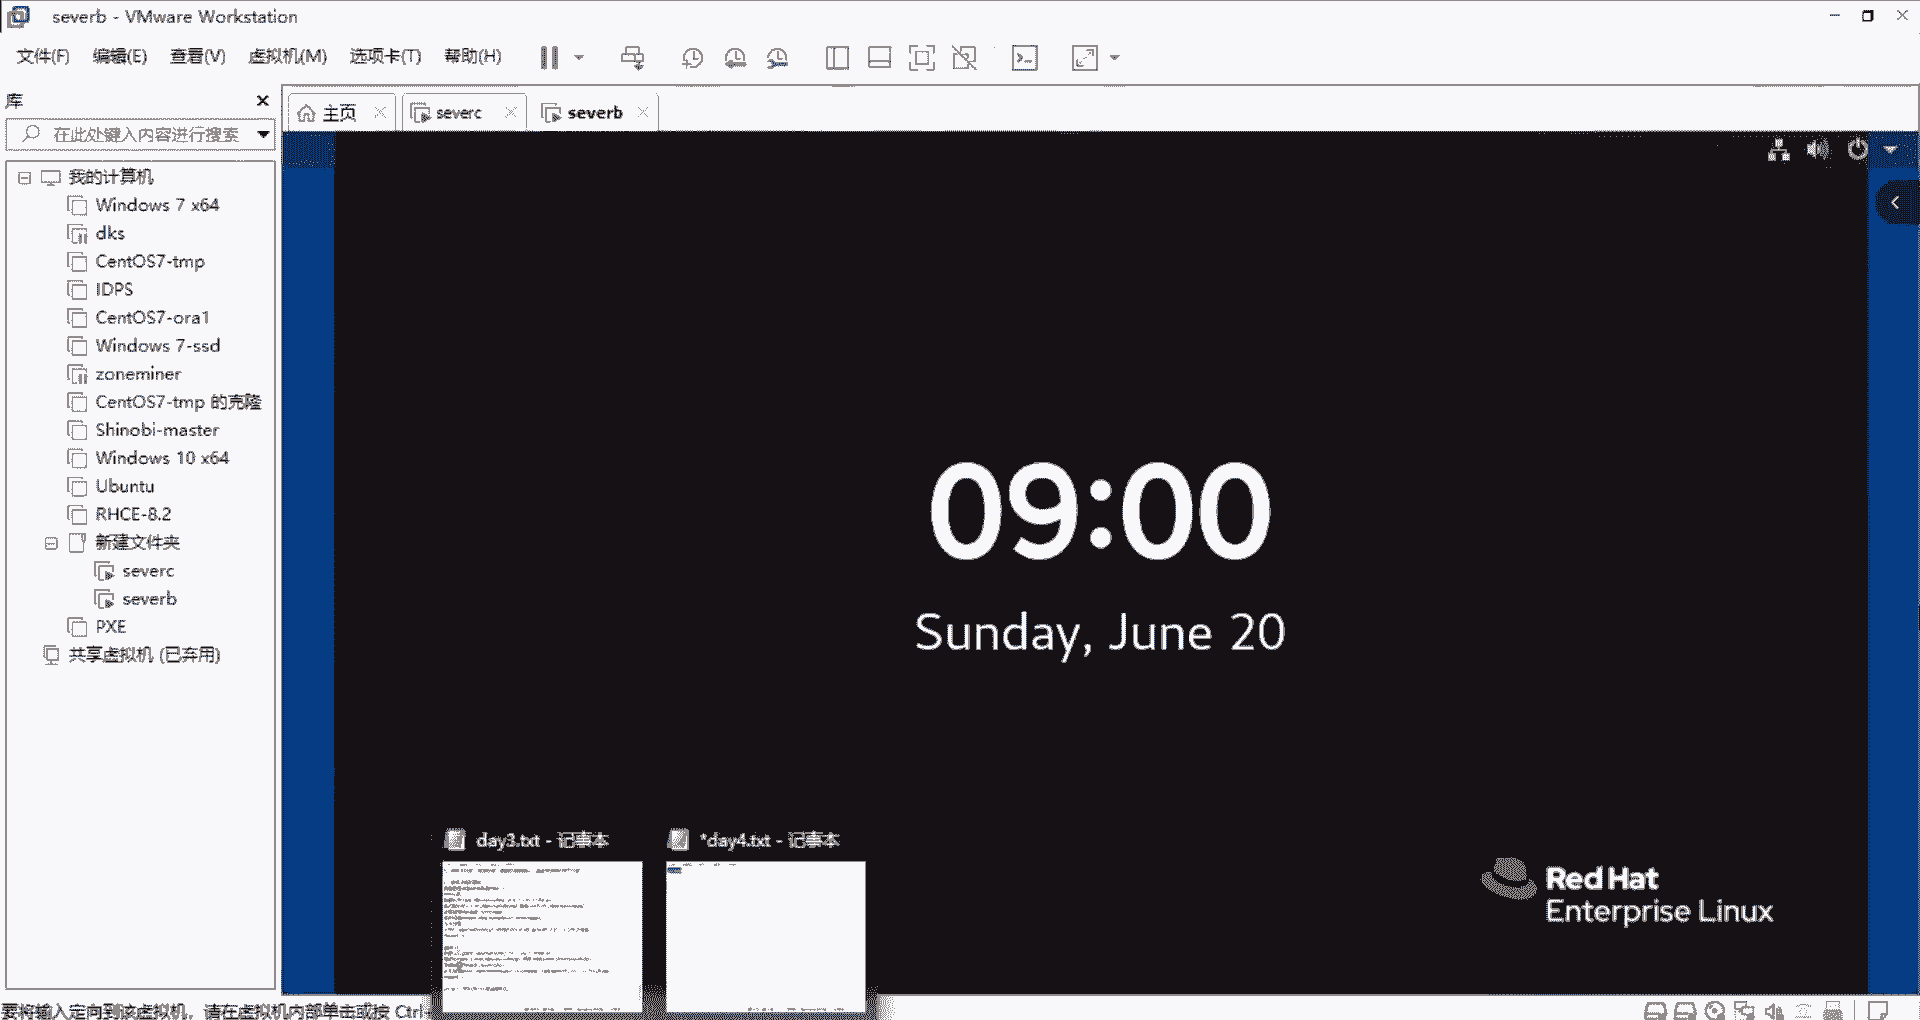 severb - VMware Workstation
文件(F) 编辑(E) 查看(V) 虚拟机(M) 选项卡(T) 帮助(H)
库
主页 severc severb
在此处键入内容进行搜索
我的计算机
Windows 7 x64
dks
CentOS7-tmp
IDPS
CentOS7-ora1
Windows 7-ssd
zoneminer
CentOS7-tmp 的克隆
Shinobi-master
Windows 10 x64
Ubuntu
RHCE-8.2
新建文件夹
severc
severb
PXE
共享虚拟机 (已弃用)
09:00
Sunday, June 20
day3.txt - 记事本
*day4.txt - 记事本
Red Hat
Enterprise Linux
要将输入定向到该虚拟机，请在虚拟机内部单击或按 Ctrl